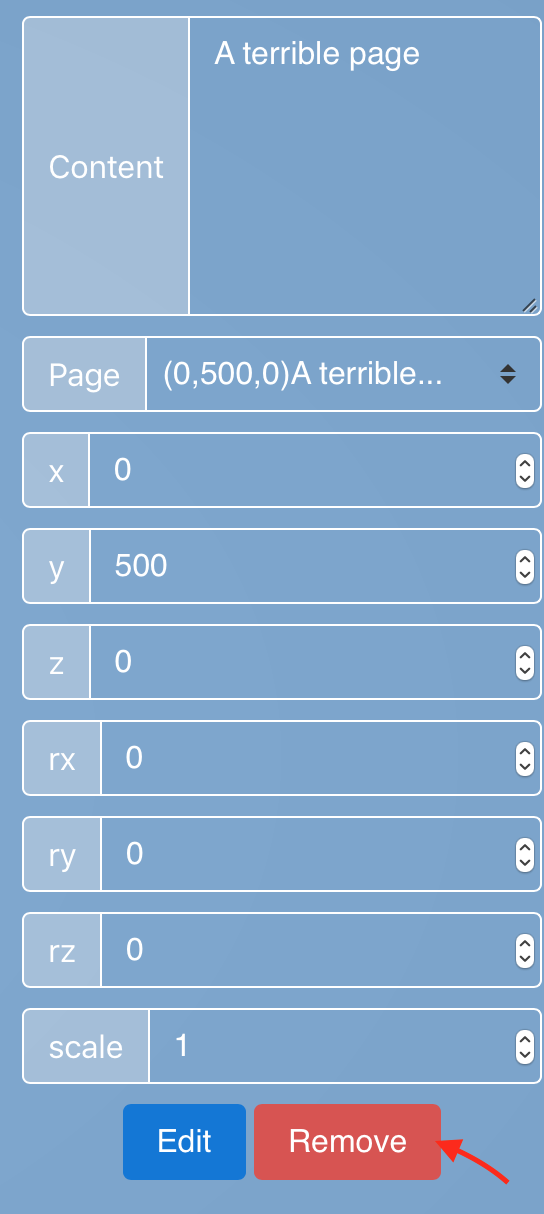 A terrible page
Content
Page (0,500,0)A terrible...
x 0
y 500
z 0
rx 0
ry 0
rz 0
scale 1
Edit Remove